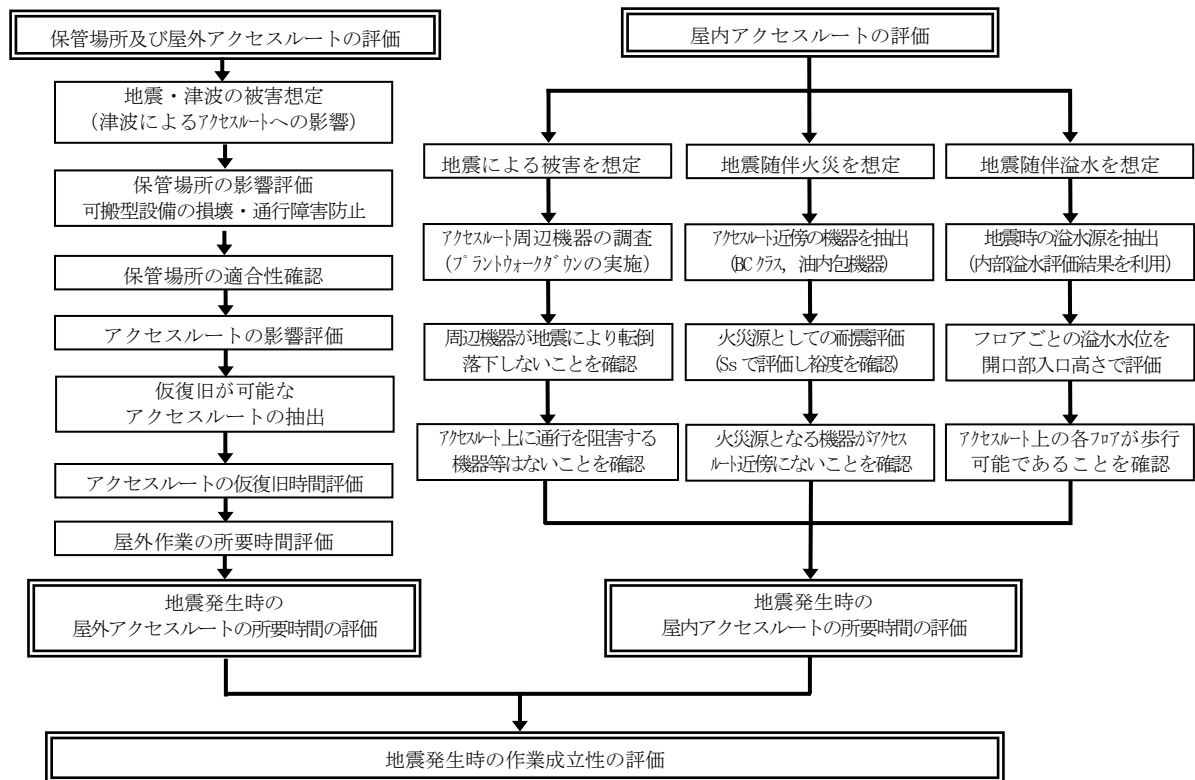 保管場所及び屋外アクセスルートの評価
地震・津波の被害想定
（津波によるアクセスルートへの影響）
保管場所の影響評価
可搬型設備の損壊・通行障害防止
保管場所の適合性確認
アクセスルートの影響評価
仮復旧が可能な
アクセスルートの抽出
アクセスルートの仮復旧時間評価
屋外作業の所要時間評価
地震発生時の
屋外アクセスルートの所要時間の評価
屋内アクセスルートの評価
地震による被害を想定
アクセスルート周辺機器の調査
（プラントウォークダウンの実施）
周辺機器が地震により転倒
落下しないことを確認
アクセスルート上に通行を阻害する
機器等はないことを確認
地震随伴火災を想定
アクセスルート近傍の機器を抽出
（BCクラス，油内包機器）
火災源としての耐震評価
（Ssで評価し裕度を確認）
火災源となる機器がアクセス
ルート近傍にないことを確認
地震随伴溢水を想定
地震時の溢水源を抽出
（内部溢水評価結果を利用）
フロアごとの溢水水位を
開口部入口高さで評価
アクセスルート上の各フロアが歩行
可能であることを確認
地震発生時の
屋内アクセスルートの所要時間の評価
地震発生時の作業成立性の評価